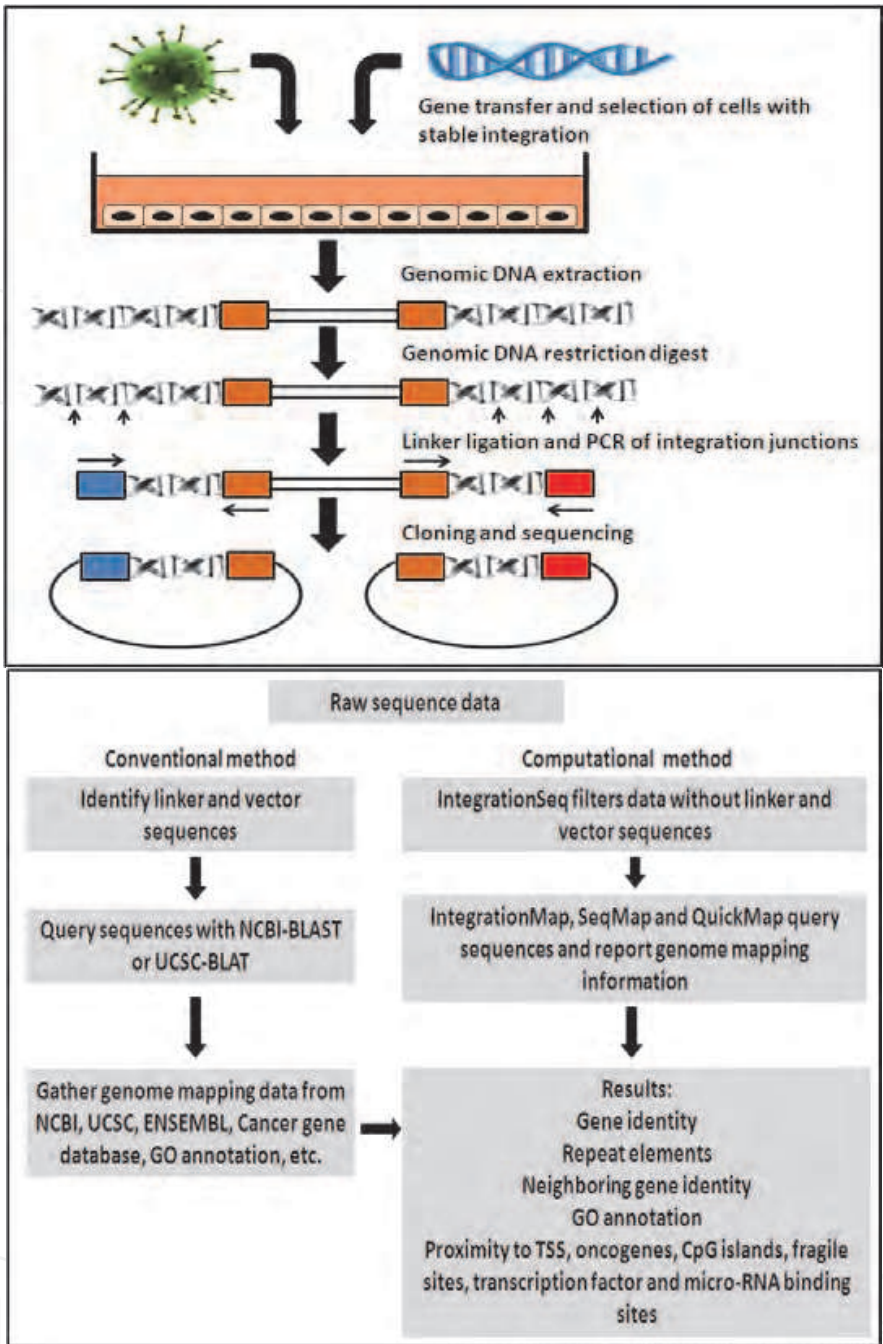 Gene transfer and selection of cells with
stable integration
Genomic DNA extraction
Genomic DNA restriction digest
Linker ligation and PCR of integration junctions
Cloning and sequencing
Raw sequence data
Conventional method
Identify linker and vector
sequences
Query sequences with NCBI-BLAST
or UCSC-BLAT
Gather genome mapping data from
NCBI, UCSC, ENSEMBL, Cancer gene
database, GO annotation, etc.
Computational method
IntegrationSeq filters data without linker and
vector sequences
IntegrationMap, SeqMap and QuickMap query
sequences and report genome mapping
information
Results:
Gene identity
Repeat elements
Neighboring gene identity
GO annotation
Proximity to TSS, oncogenes, CpG islands, fragile
sites, transcription factor and micro-RNA binding
sites